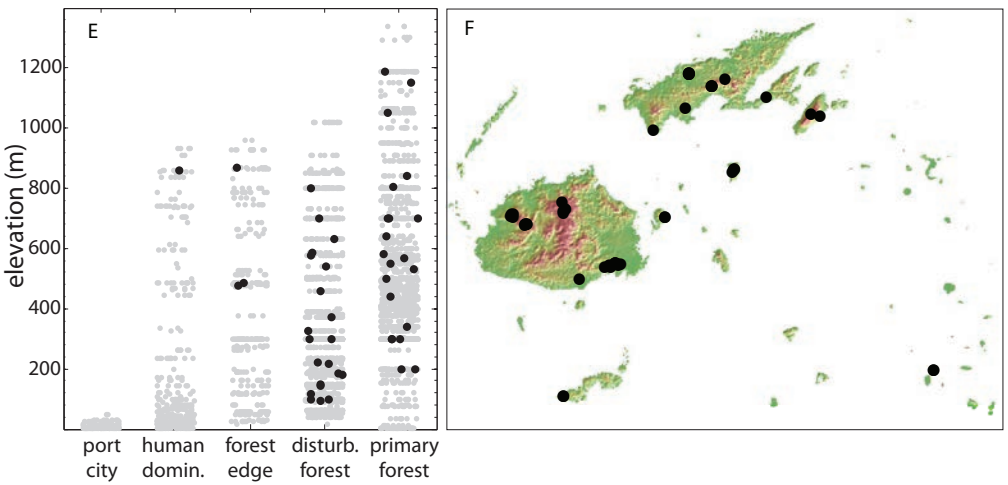 E
F
elevation (m)
1200
1000
800
600
400
200
port human forest disturb. primary
city domin. edge forest forest